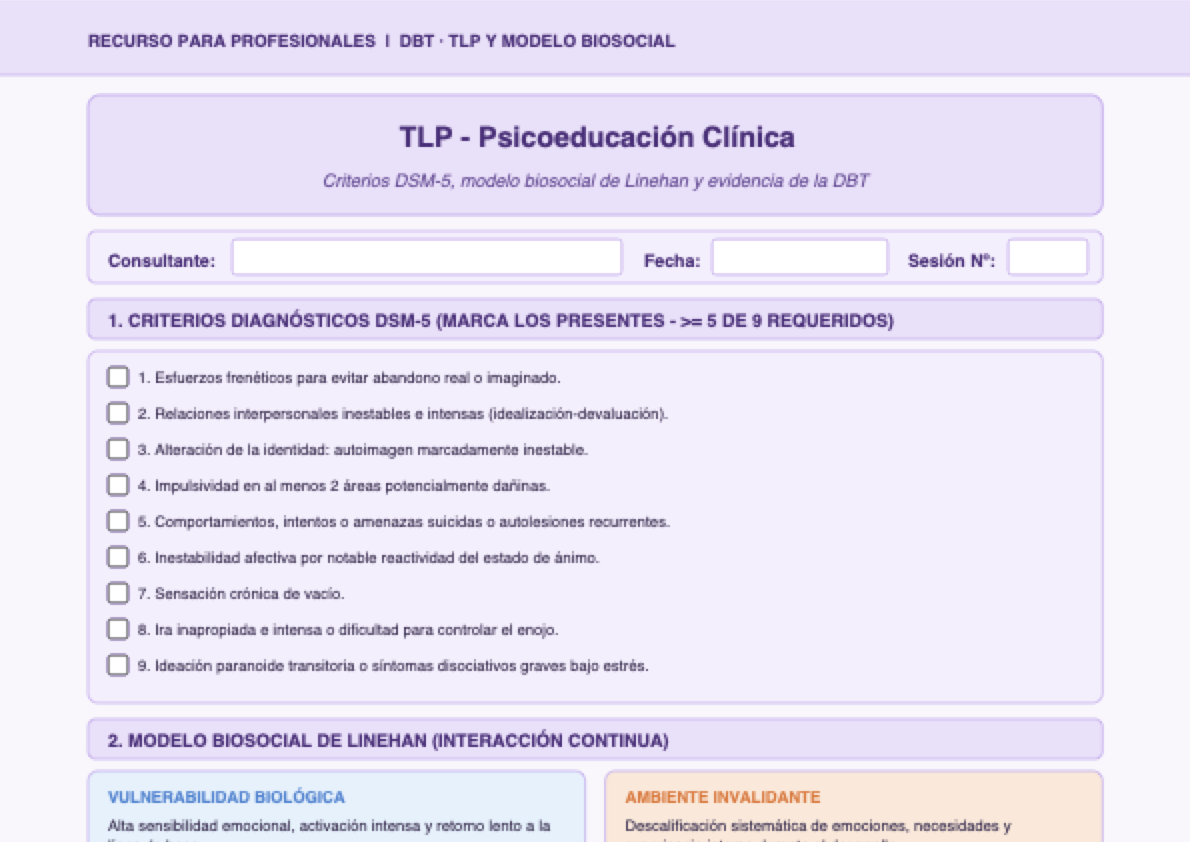 RECURSO PARA PROFESIONALES | DBT · TLP Y MODELO BIOSOCIAL
TLP - Psicoeducación Clínica
Criterios DSM-5, modelo biosocial de Linehan y evidencia de la DBT
Consultante: Fecha: Sesión N°:
1. CRITERIOS DIAGNÓSTICOS DSM-5 (MARCA LOS PRESENTES - >= 5 DE 9 REQUERIDOS)
1. Esfuerzos frenéticos para evitar abandono real o imaginado.
2. Relaciones interpersonales inestables e intensas (idealización-devaluación).
3. Alteración de la identidad: autoimagen marcadamente inestable.
4. Impulsividad en al menos 2 áreas potencialmente dañinas.
5. Comportamientos, intentos o amenazas suicidas o autolesiones recurrentes.
6. Inestabilidad afectiva por notable reactividad del estado de ánimo.
7. Sensación crónica de vacío.
8. Ira inapropiada e intensa o dificultad para controlar el enojo.
9. Ideación paranoide transitoria o síntomas disociativos graves bajo estrés.
2. MODELO BIOSOCIAL DE LINEHAN (INTERACCIÓN CONTINUA)
VULNERABILIDAD BIOLÓGICA
Alta sensibilidad emocional, activación intensa y retorno lento a la
AMBIENTE INVALIDANTE
Descalificación sistemática de emociones, necesidades y